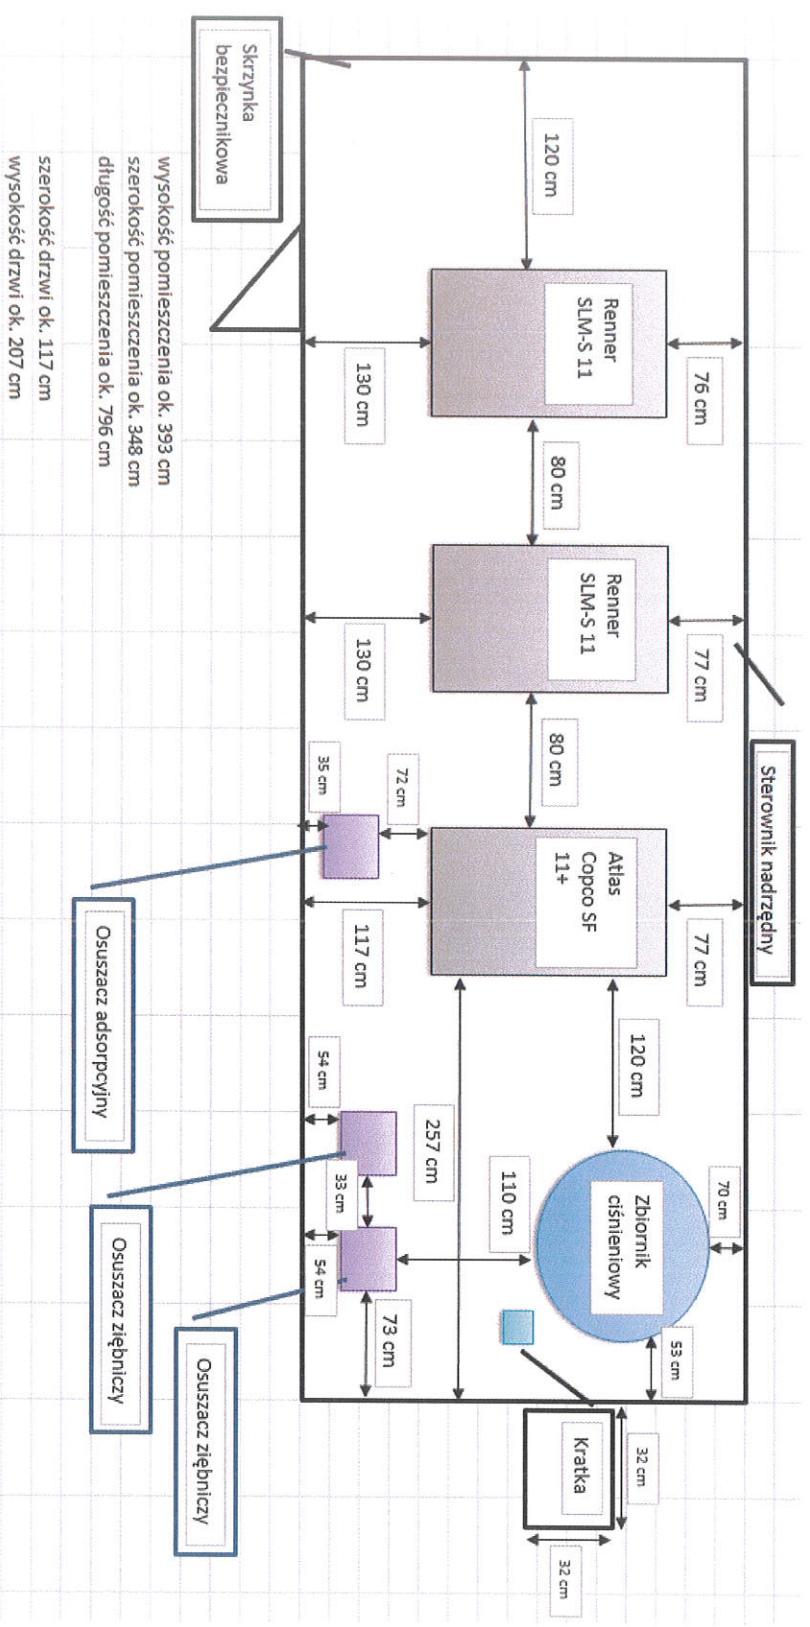 Skrzynka
bezpiecznikowa
120 cm
Renner
SLM-S 11
76 cm
130 cm
80 cm
Renner
SLM-S 11
77 cm
130 cm
80 cm
Sterownik nadrzędny
Atlas
Copco SF
11+
77 cm
72 cm
35 cm
117 cm
120 cm
257 cm
Zbiornik
ciśnieniowy
70 cm
53 cm
110 cm
54 cm
33 cm
54 cm
73 cm
Kratka
32 cm
32 cm
Osuszacz adsorpcyjny
Osuszacz ziębniczy
Osuszacz ziębniczy
wysokość pomieszczenia ok. 393 cm
szerokość pomieszczenia ok. 348 cm
długość pomieszczenia ok. 796 cm
szerokość drzwi ok. 117 cm
wysokość drzwi ok. 207 cm